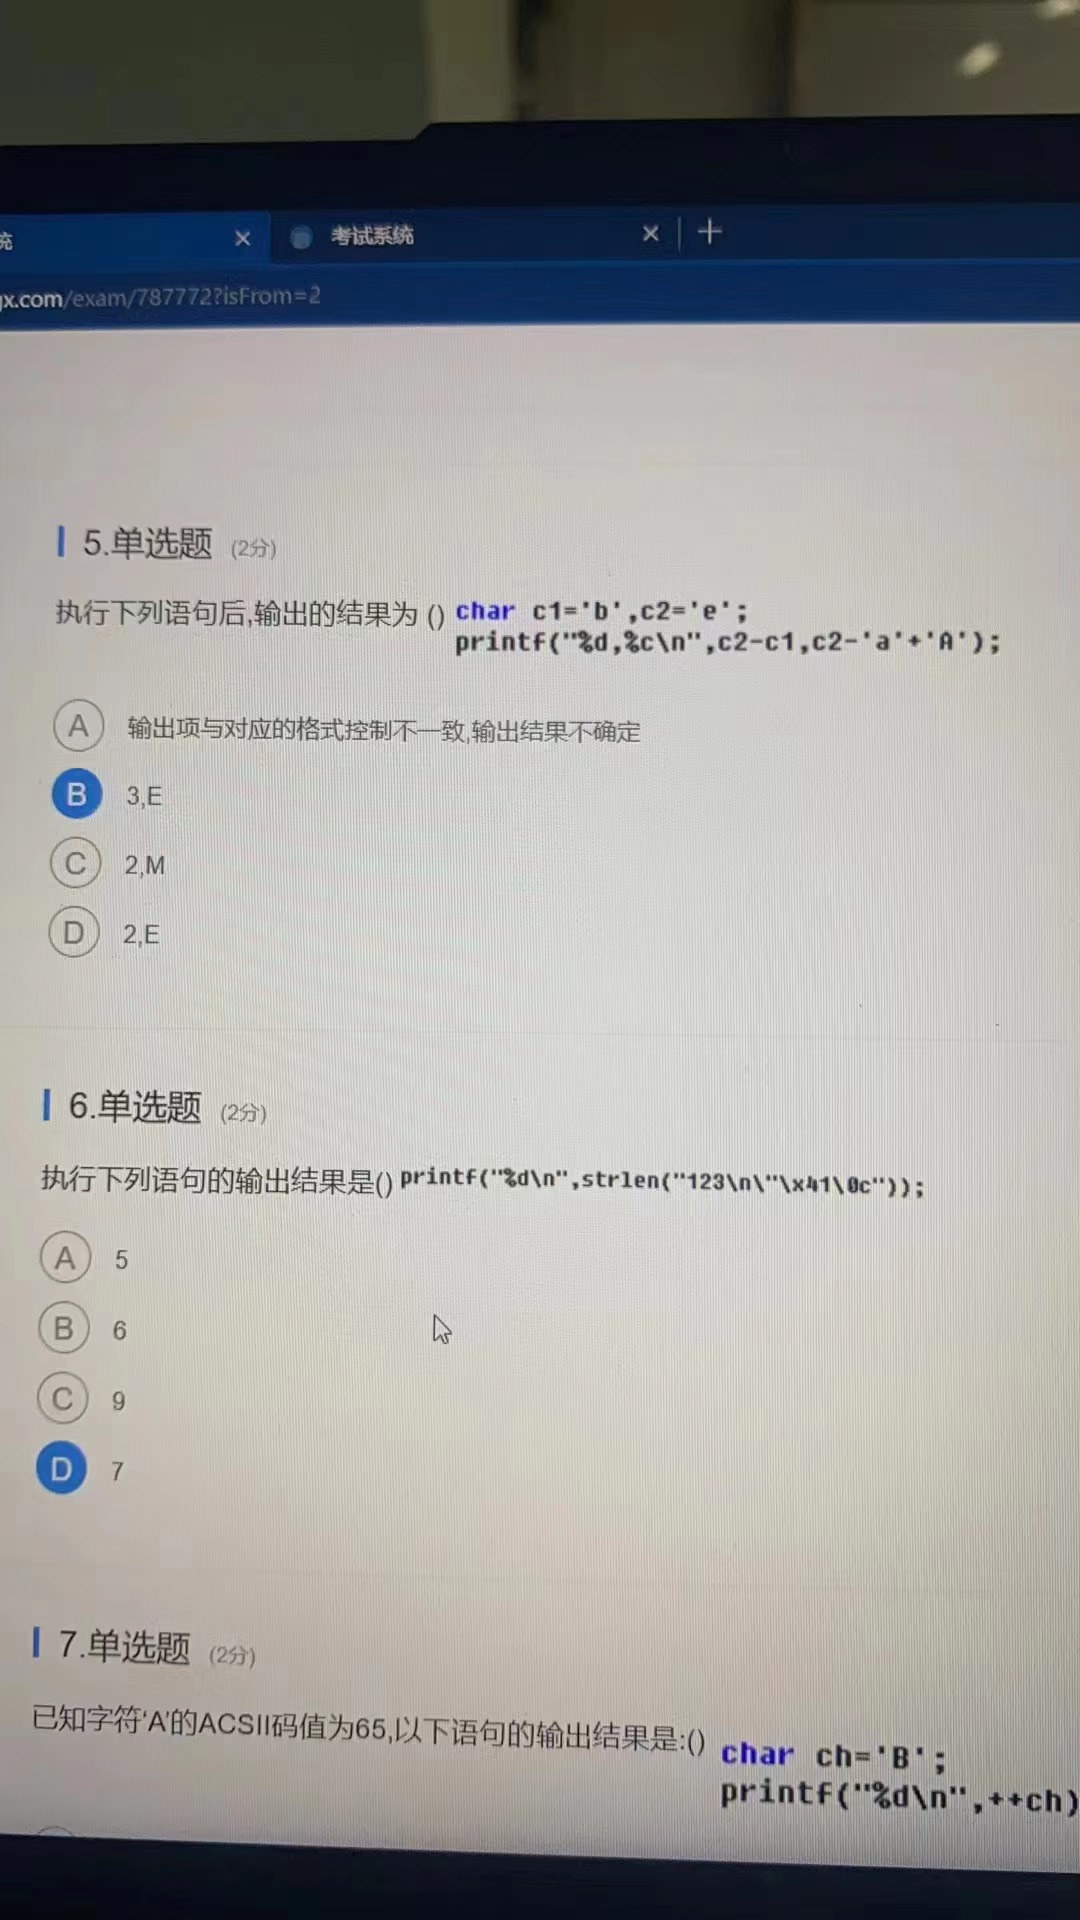 统
考试系统
gx.com/exam/787772?isFrom=2
5.单选题 (2分)
执行下列语句后,输出的结果为 () char c1='b',c2='e';
printf("%d,%c\n",c2-c1,c2-'a'+'A');
A 输出项与对应的格式控制不一致,输出结果不确定
B 3,E
C 2,M
D 2,E
6.单选题 (2分)
执行下列语句的输出结果是() printf("%d\n",strlen("123\n\"\x41\0c"));
A 5
B 6
C 9
D 7
7.单选题 (2分)
已知字符‘A’的ACSII码值为65,以下语句的输出结果是:() char ch='B';
printf("%d\n",++ch)